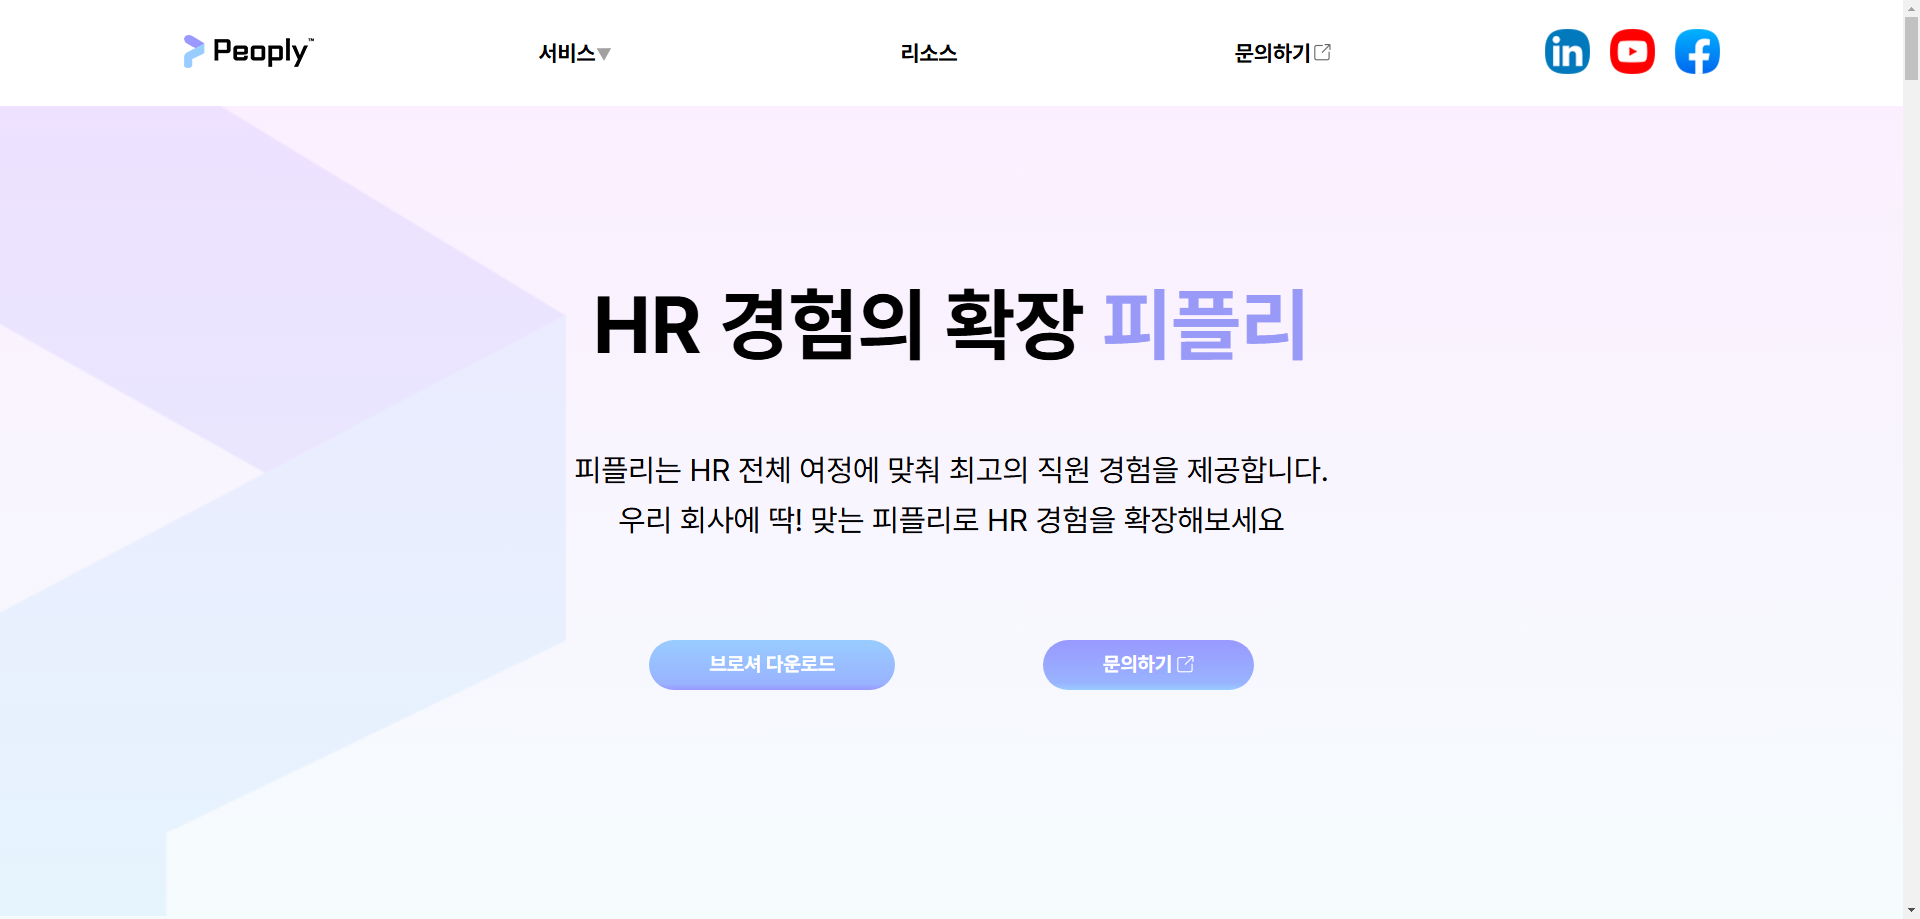 Peoply™
서비스▼
리소스
문의하기
HR 경험의 확장 피플리
피플리는 HR 전체 여정에 맞춰 최고의 직원 경험을 제공합니다.
우리 회사에 딱! 맞는 피플리로 HR 경험을 확장해보세요
브로셔 다운로드
문의하기